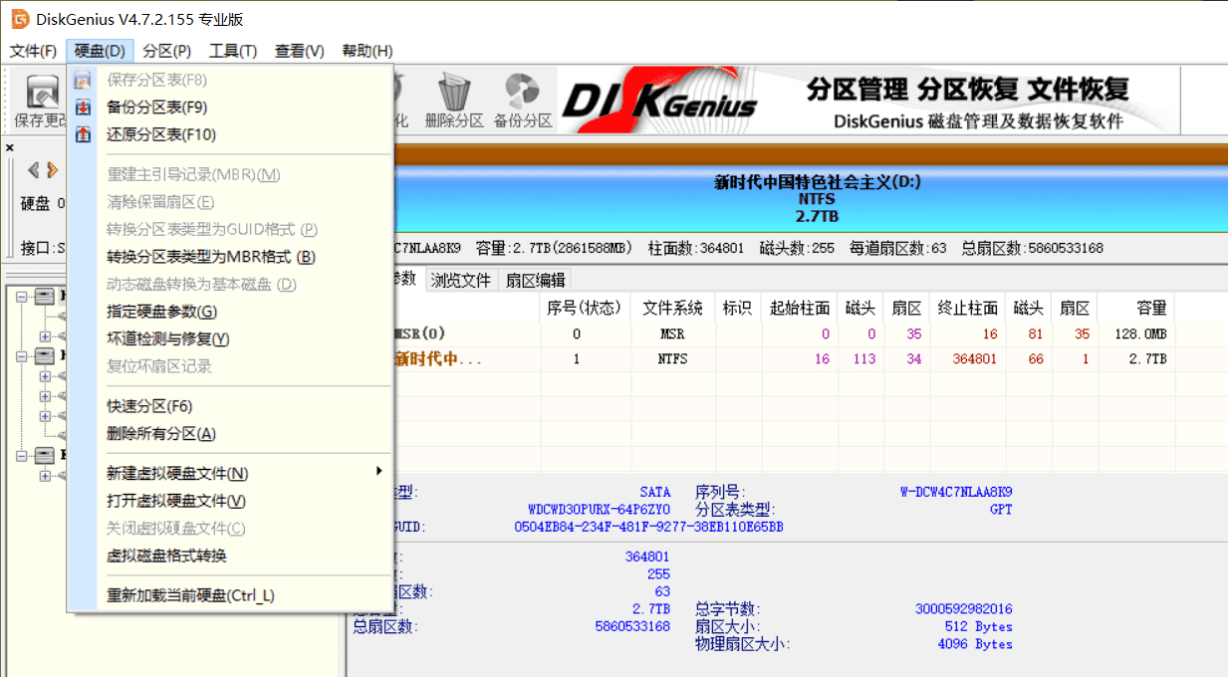 DiskGenius V4.7.2.155 专业版
文件(F) 硬盘(D) 分区(P) 工具(T) 查看(V) 帮助(H)
保存更改
化 删除分区 备份分区
DISKGenius
分区管理 分区恢复 文件恢复
DiskGenius 磁盘管理及数据恢复软件
保存分区表(F8)
备份分区表(F9)
还原分区表(F10)
重建主引导记录(MBR)(M)
清除保留扇区(E)
转换分区表类型为GUID格式 (P)
转换分区表类型为MBR格式 (B)
动态磁盘转换为基本磁盘 (D)
指定硬盘参数(G)
坏道检测与修复(Y)
复位坏扇区记录
快速分区(F6)
删除所有分区(A)
新建虚拟硬盘文件(N)
打开虚拟硬盘文件(V)
关闭虚拟硬盘文件(C)
虚拟磁盘格式转换
重新加载当前硬盘(Ctrl_L)
硬盘 0
新时代中国特色社会主义(D:)
NTFS
2.7TB
接口:S
C7NLAA8K9 容量:2.7TB(2861588MB) 柱面数:364801 磁头数:255 每道扇区数:63 总扇区数:5860533168
参数 浏览文件 扇区编辑
序号(状态) 文件系统 标识 起始柱面 磁头 扇区 终止柱面 磁头 扇区 容量
MSR(0) 0 MSR 0 0 35 16 81 35 128.0MB
新时代中... 1 NTFS 16 113 34 364801 66 1 2.7TB
型: SATA 序列号: W-DCW4C7NLAA8K9
WDCWD30PURX-64P6ZY0 分区表类型: GPT
UID: 0504EB84-234F-481F-9277-38EB110E65BB
364801
255
区数: 63
2.7TB 总字节数: 3000592982016
总扇区数: 5860533168 扇区大小: 512 Bytes
物理扇区大小: 4096 Bytes